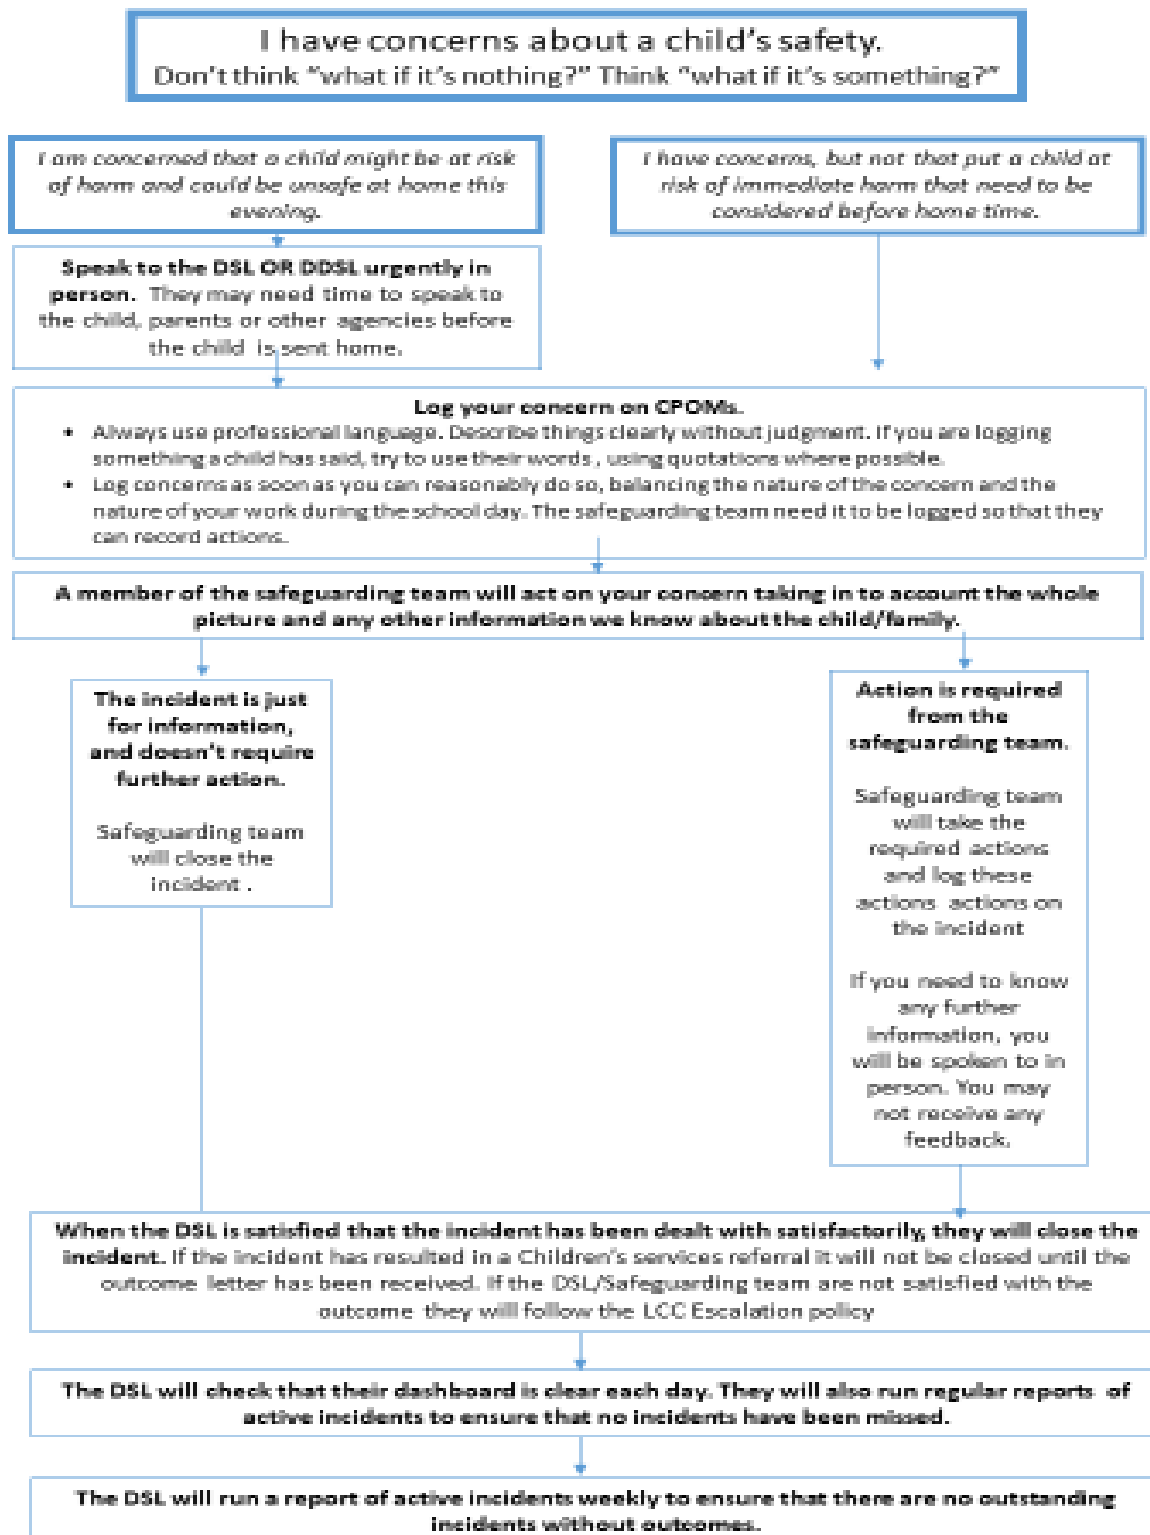 I have concerns about a child's safety.
Don't think "what if it's nothing?" Think "what if it's something?"
I am concerned that a child might be at risk
of harm and could be unsafe at home this
evening.
I have concerns, but not that put a child at
risk of immediate harm that need to be
considered before home time.
Speak to the DSL OR DDSL urgently in
person. They may need time to speak to
the child, parents or other agencies before
the child is sent home.
Log your concern on CPOMs.
• Always use professional language. Describe things clearly without judgment. If you are logging
something a child has said, try to use their words , using quotations where possible.
• Log concerns as soon as you can reasonably do so, balancing the nature of the concern and the
nature of your work during the school day. The safeguarding team need it to be logged so that they
can record actions.
A member of the safeguarding team will act on your concern taking in to account the whole
picture and any other information we know about the child/family.
The incident is just
for information,
and doesn't require
further action.
Safeguarding team
will close the
incident .
Action is required
from the
safeguarding team.
Safeguarding team
will take the
required actions
and log these
actions actions on
the incident
If you need to know
any further
information, you
will be spoken to in
person. You may
not receive any
feedback.
When the DSL is satisfied that the incident has been dealt with satisfactorily, they will close the
incident. If the incident has resulted in a Children's services referral it will not be closed until the
outcome letter has been received. If the DSL/Safeguarding team are not satisfied with the
outcome they will follow the LCC Escalation policy
The DSL will check that their dashboard is clear each day. They will also run regular reports of
active incidents to ensure that no incidents have been missed.
The DSL will run a report of active incidents weekly to ensure that there are no outstanding
incidents without outcomes.